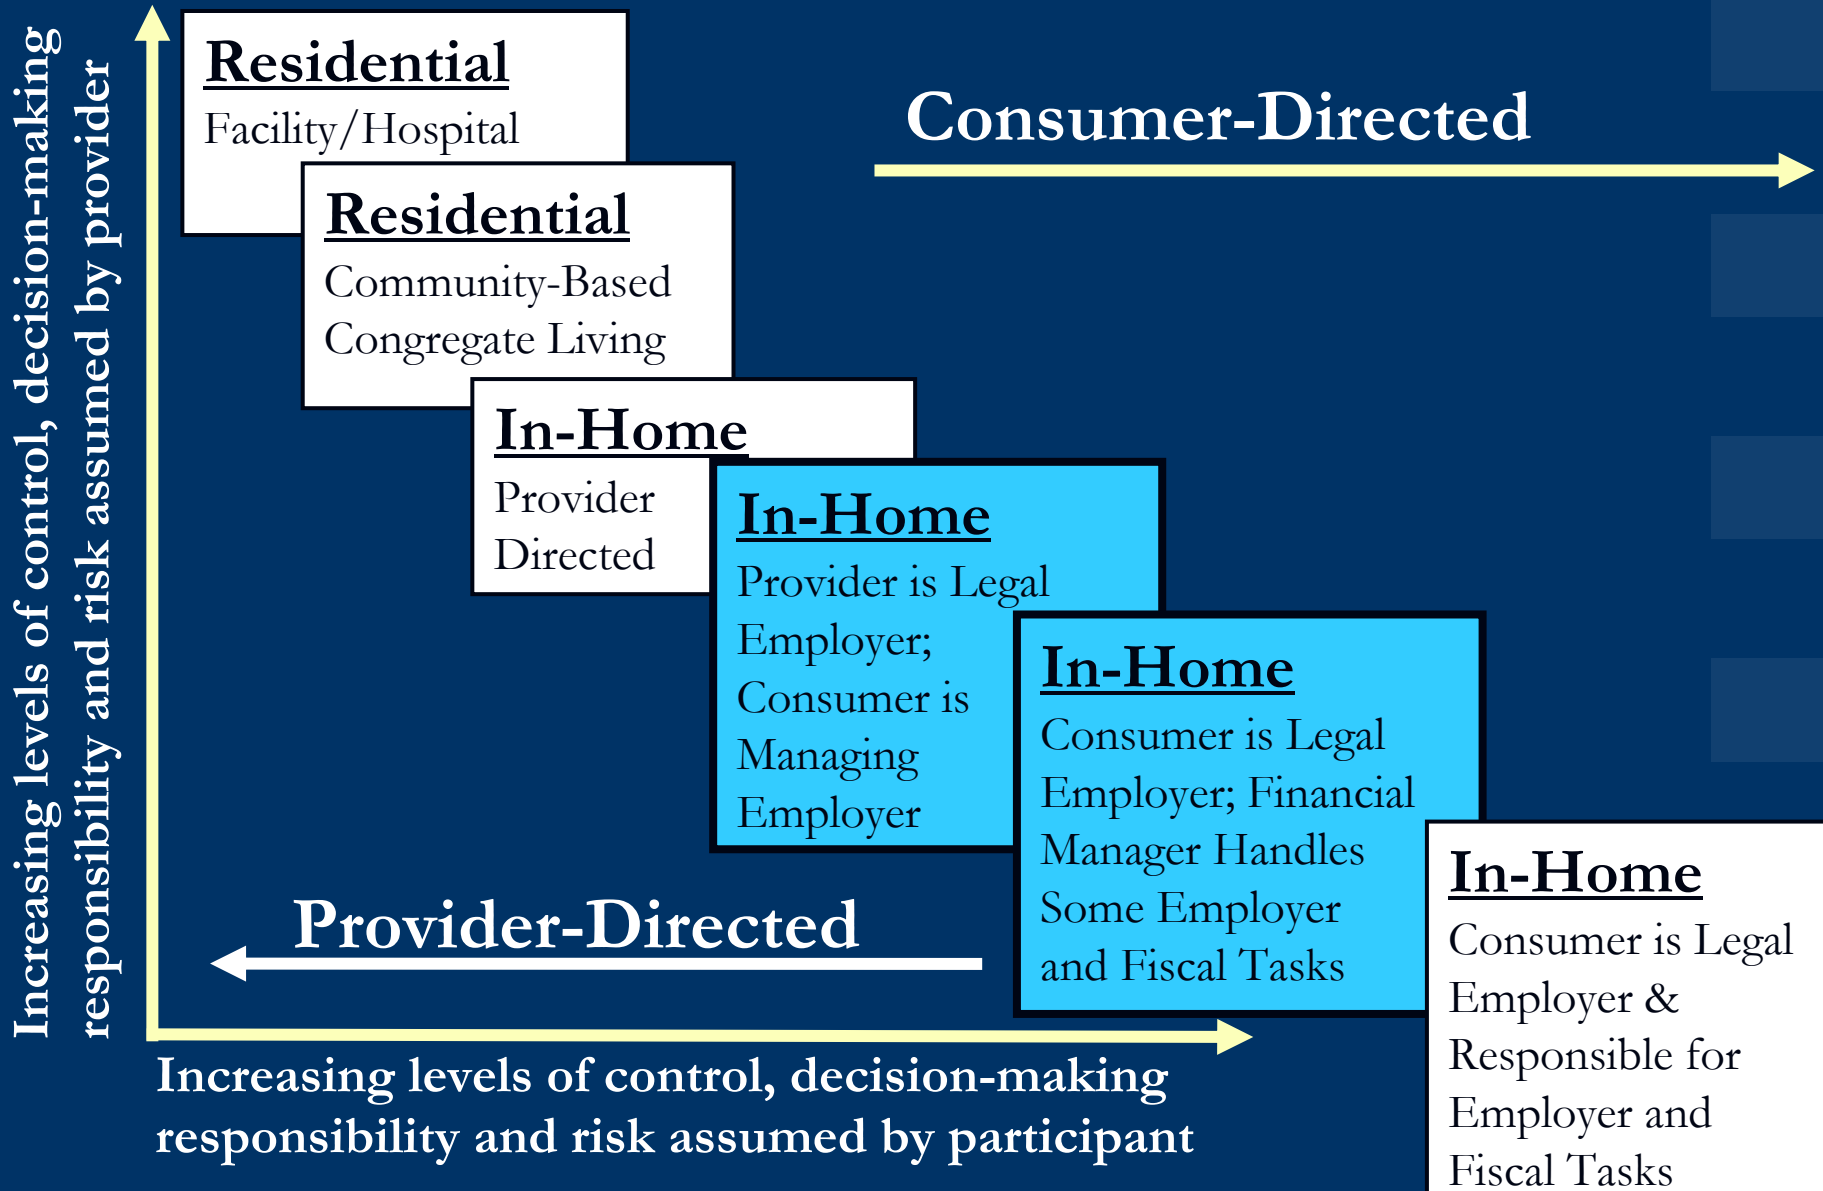 Increasing levels of control, decision-making
responsibility and risk assumed by provider
Residential
Facility/Hospital
Consumer-Directed
Residential
Community-Based
Congregate Living
In-Home
Provider
Directed
In-Home
Provider is Legal
Employer;
Consumer is
Managing
Employer
In-Home
Consumer is Legal
Employer; Financial
Manager Handles
Some Employer
and Fiscal Tasks
In-Home
Consumer is Legal
Employer &
Responsible for
Employer and
Fiscal Tasks
Provider-Directed
Increasing levels of control, decision-making
responsibility and risk assumed by participant